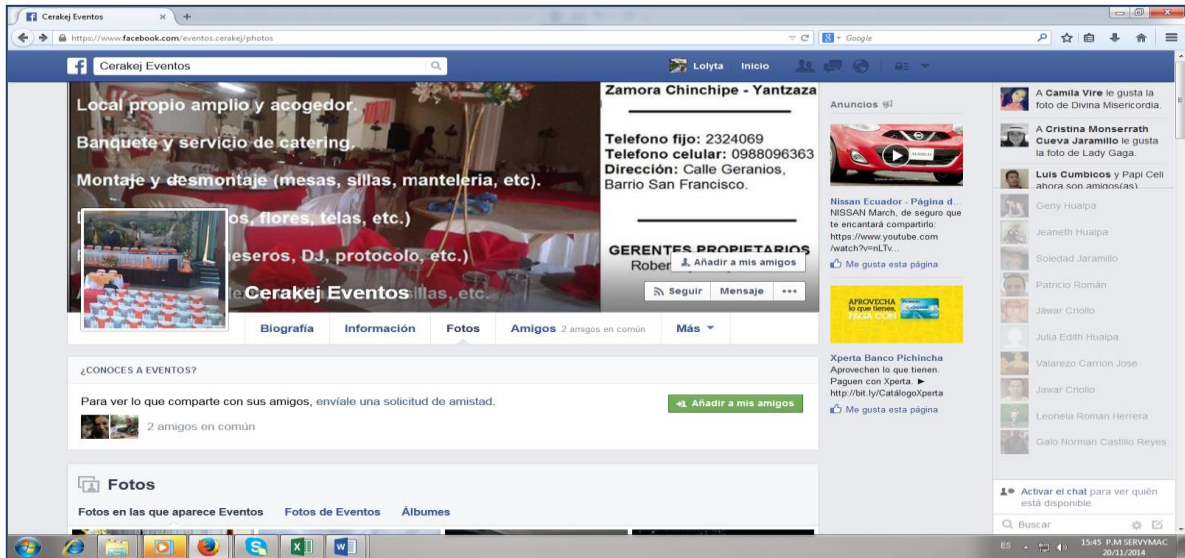 Cerakej Eventos
https://www.facebook.com/eventos.cerakej/photos
Google
Cerakej Eventos
Lolyta Inicio
Local propio amplio y acogedor.
Banquete y servicio de catering.
Montaje y desmontaje (mesas, sillas, manteleria, etc).
os, flores, telas, etc.)
eseros, DJ, protocolo, etc.)
Cerakej Eventos
illas, etc.
Zamora Chinchipe - Yantzaza
Telefono fijo: 2324069
Telefono celular: 0988096363
Dirección: Calle Geranios,
Barrio San Francisco.
GERENTES PROPIETARIOS
Rober
Añadir a mis amigos
Seguir Mensaje
Biografía Información Fotos Amigos 2 amigos en común Más
¿CONOCES A EVENTOS?
Para ver lo que comparte con sus amigos, envíale una solicitud de amistad.
2 amigos en común
Añadir a mis amigos
Fotos
Fotos en las que aparece Eventos Fotos de Eventos Álbumes
Anuncios
Nissan Ecuador - Página d...
NISSAN March, de seguro que
te encantará compartirlo:
https://www.youtube.com
/watch?v=nLTv...
Me gusta esta página
APROVECHA
lo que tienes,
PAGA CON
Xperta Banco Pichincha
Aprovechen lo que tienen.
Paguen con Xperta. ►
http://bit.ly/CatálogoXperta
Me gusta esta página
A Camila Vire le gusta la
foto de Divina Misericordia.
A Cristina Monserrath
Cueva Jaramillo le gusta
la foto de Lady Gaga.
Luis Cumbicos y Papi Celi
ahora son amigos(as)
Geny Hualpa
Jeaneth Hualpa
Soledad Jaramillo
Patricio Román
Jáwar Criollo
Julia Edith Hualpa
Valarezo Carrion Jose
Jawar Criollo
Leonela Roman Herrera
Galo Norman Castillo Reyes
Activar el chat para ver quién
está disponible.
Buscar
ES
15:45 P.M SERVYMAC
20/11/2014